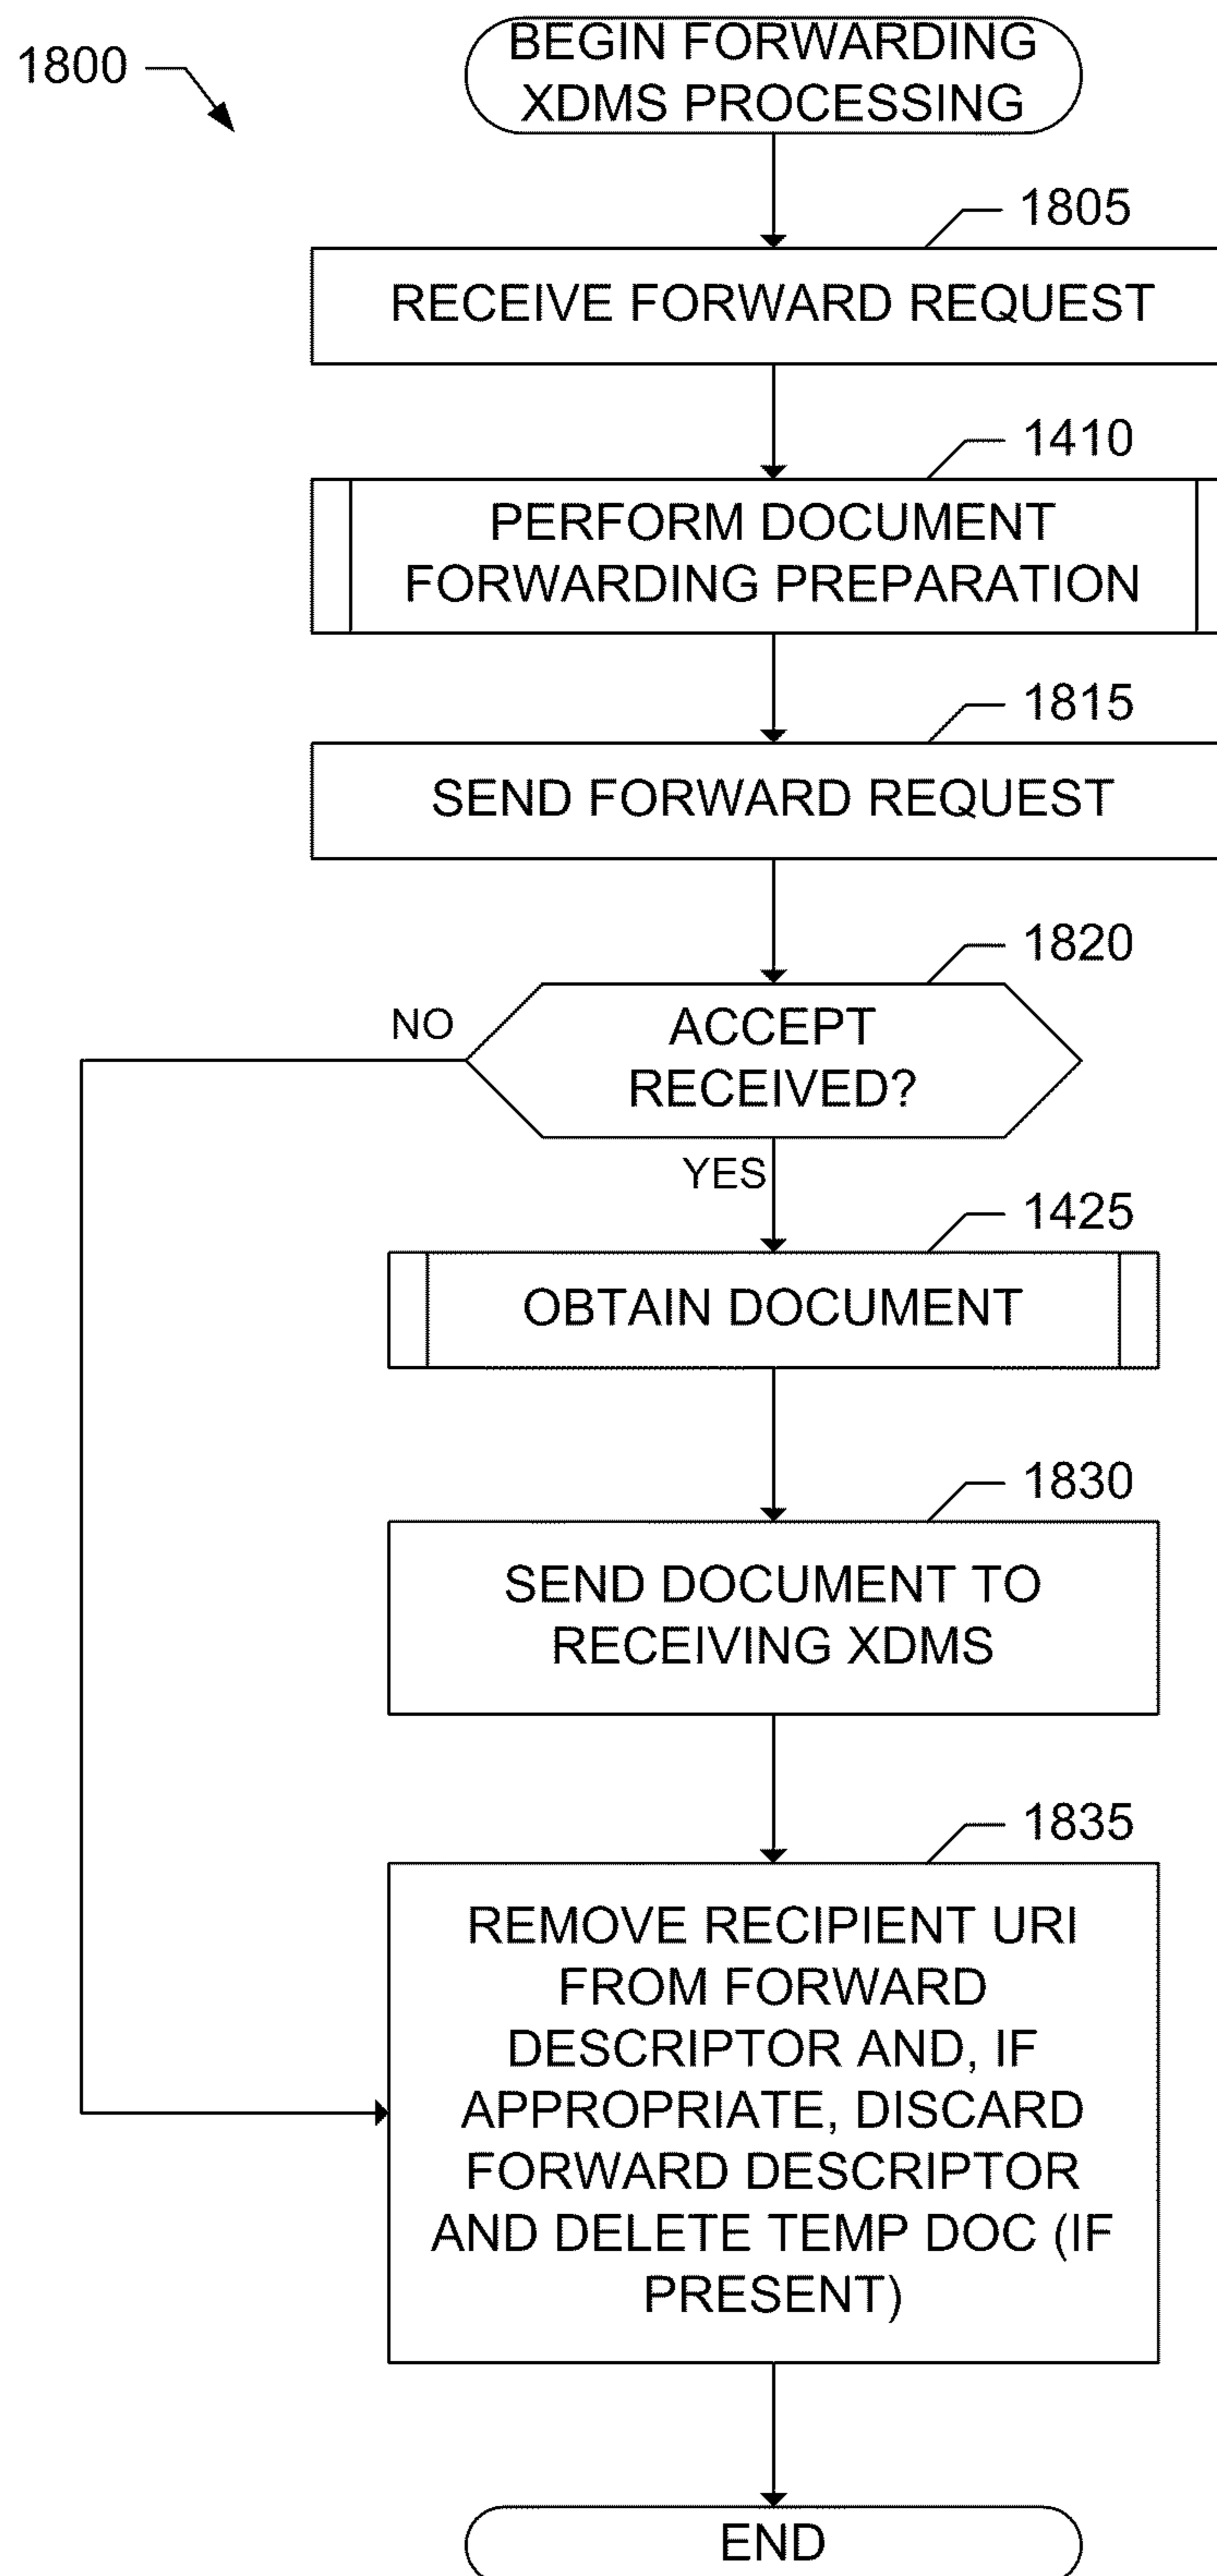 1800
BEGIN FORWARDING
XDMS PROCESSING
1805
RECEIVE FORWARD REQUEST
1410
PERFORM DOCUMENT
FORWARDING PREPARATION
1815
SEND FORWARD REQUEST
1820
NO
ACCEPT
RECEIVED?
YES
1425
OBTAIN DOCUMENT
1830
SEND DOCUMENT TO
RECEIVING XDMS
1835
REMOVE RECIPIENT URI
FROM FORWARD
DESCRIPTOR AND, IF
APPROPRIATE, DISCARD
FORWARD DESCRIPTOR
AND DELETE TEMP DOC (IF
PRESENT)
END